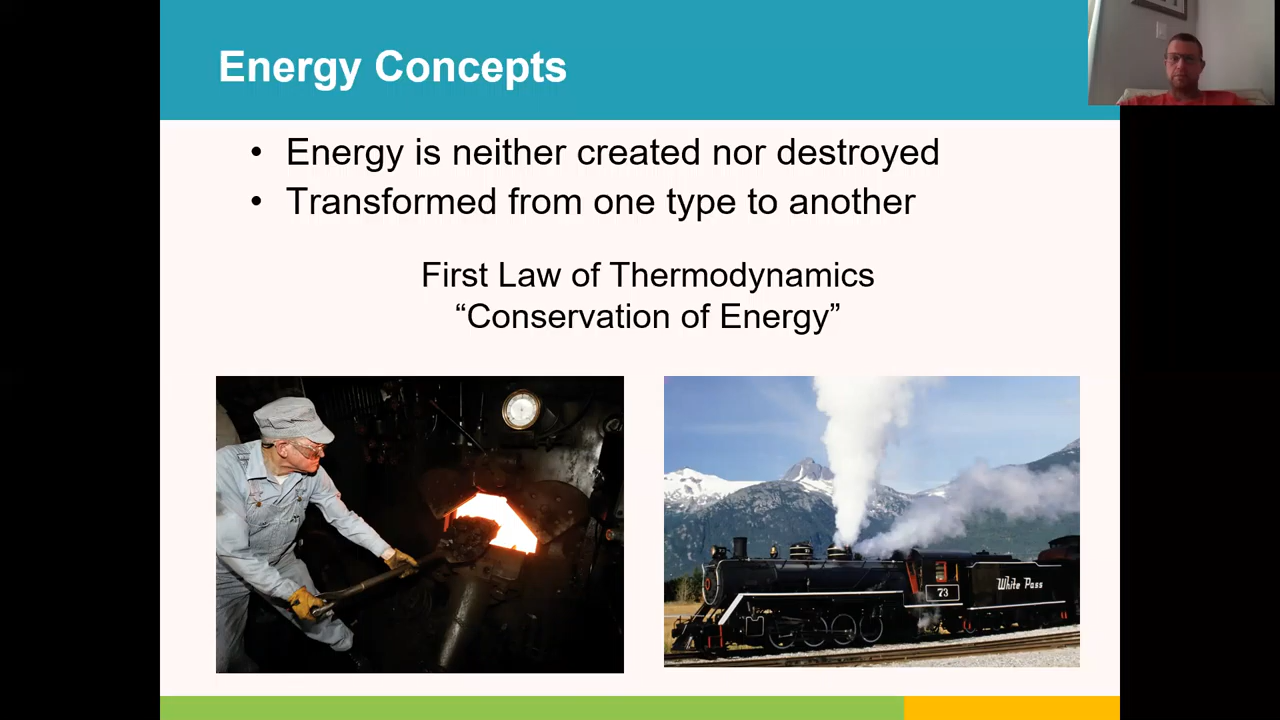 Energy Concepts
• Energy is neither created nor destroyed
• Transformed from one type to another
First Law of Thermodynamics
“Conservation of Energy”
73
White Pass